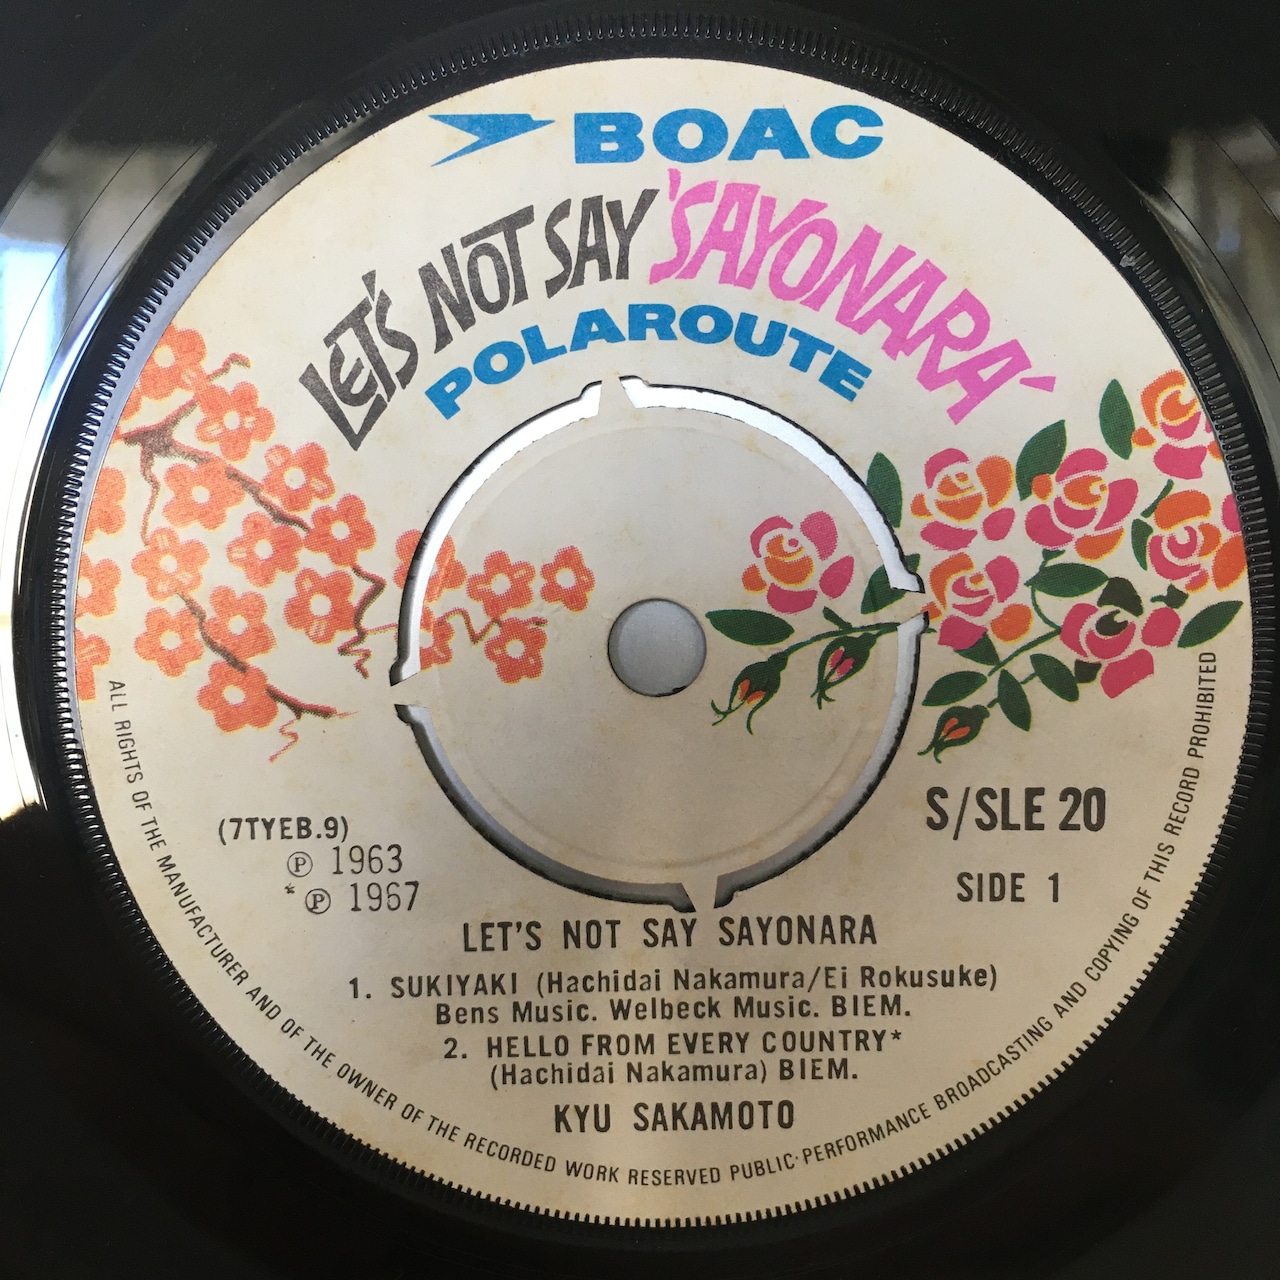 BOAC
LET'S NOT SAY 'SAYONARA'
POLAROUTE
(7TYEB.9)
Ⓟ 1963
* Ⓟ 1967
S/SLE 20
SIDE 1
LET'S NOT SAY SAYONARA
1. SUKIYAKI (Hachidai Nakamura/Ei Rokusuke)
Bens Music. Welbeck Music. BIEM.
2. HELLO FROM EVERY COUNTRY*
(Hachidai Nakamura) BIEM.
KYU SAKAMOTO
ALL RIGHTS OF THE MANUFACTURER AND OF THE OWNER OF THE RECORDED WORK RESERVED PUBLIC PERFORMANCE BROADCASTING AND COPYING OF THIS RECORD PROHIBITED